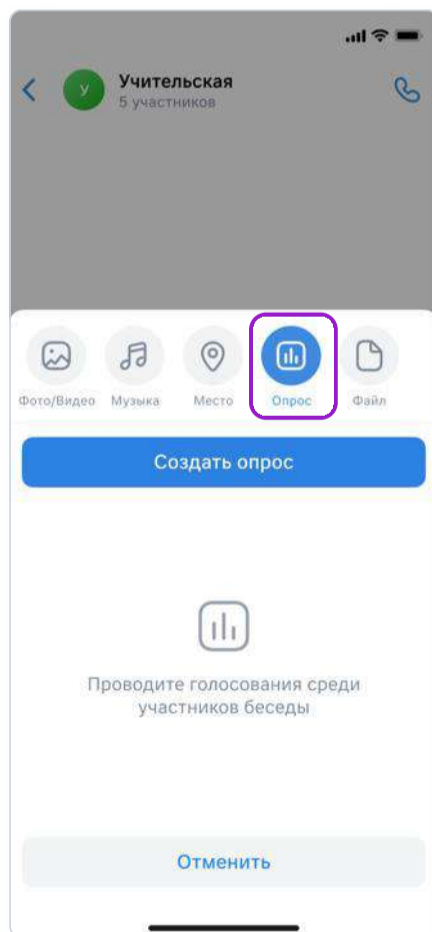 У
Учительская
5 участников
Фото/Видео Музыка Место Опрос Файл
Создать опрос
Проводите голосования среди
участников беседы
Отменить